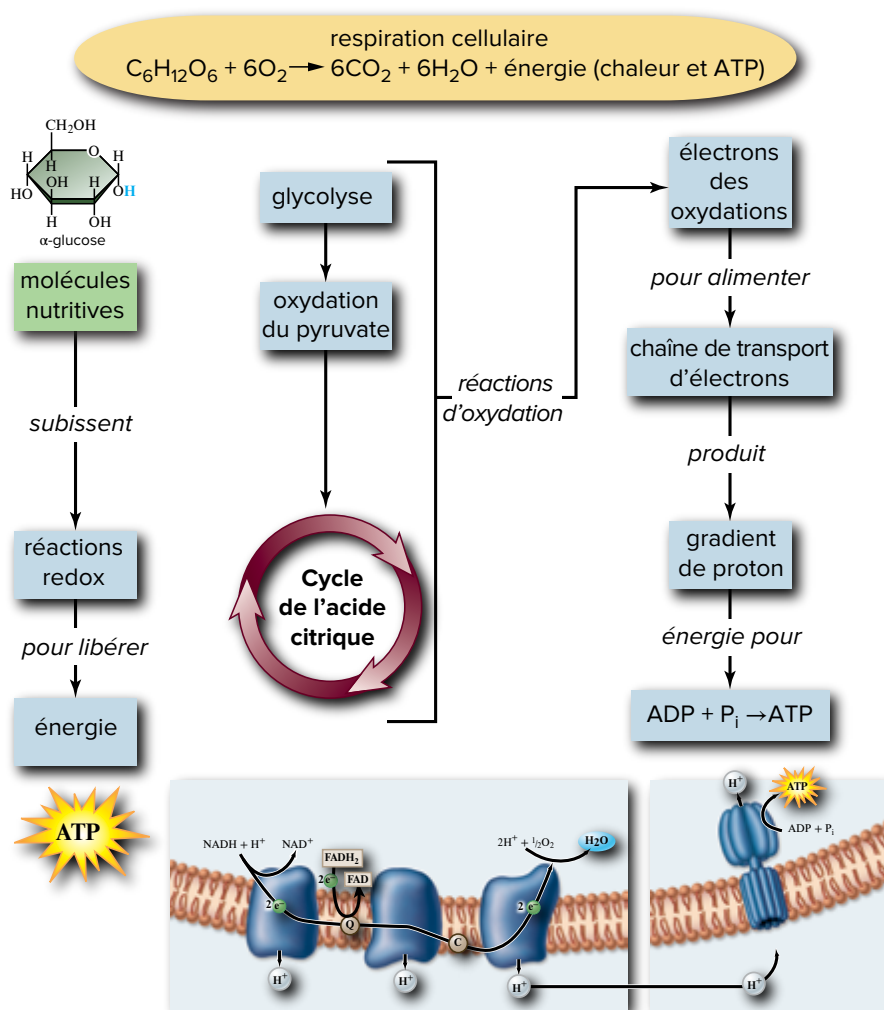 respiration cellulaire
C₆H₁₂O₆ + 6O₂ → 6CO₂ + 6H₂O + énergie (chaleur et ATP)
CH₂OH
H
O
H
H
HO
OH
H
OH
H
OH
α-glucose
molécules
nutritives
subissent
réactions
redox
pour libérer
énergie
ATP
glycolyse
oxydation
du pyruvate
Cycle
de l’acide
citrique
réactions
d’oxydation
électrons
des
oxydations
pour alimenter
chaîne de transport
d’électrons
produit
gradient
de proton
énergie pour
ADP + Pᵢ →ATP
NADH + H⁺
NAD⁺
FADH₂
2 e⁻
FAD
2 e⁻
Q
C
2H⁺ + ½O₂
H₂O
2 e⁻
H⁺
H⁺
H⁺
H⁺
ATP
ADP + Pᵢ
H⁺